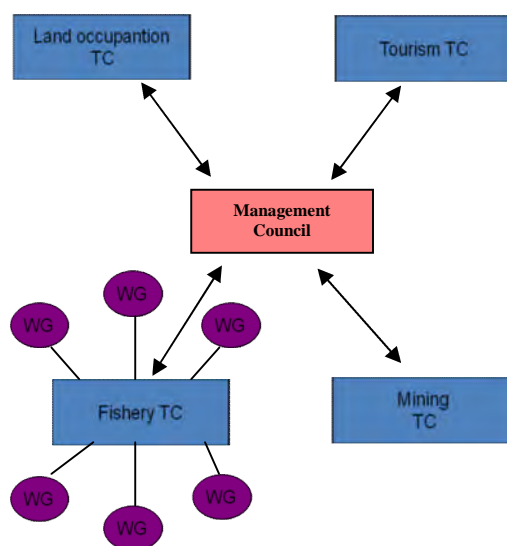 Land occupantion
TC
Tourism TC
Management
Council
WG
WG
WG
Fishery TC
Mining
TC
WG
WG
WG